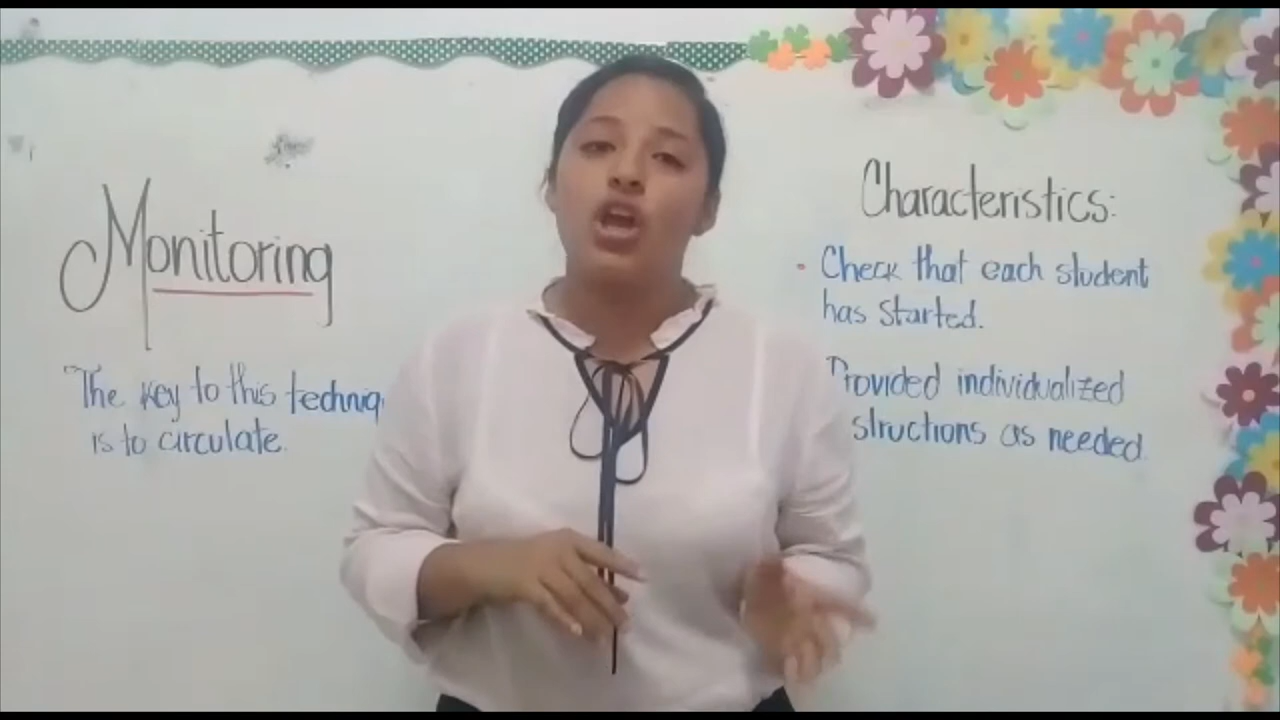 Monitoring
"The key to this techniq
is to circulate.
Characteristics:
• Check that each student
has started.
Provided individualized
structions as needed.